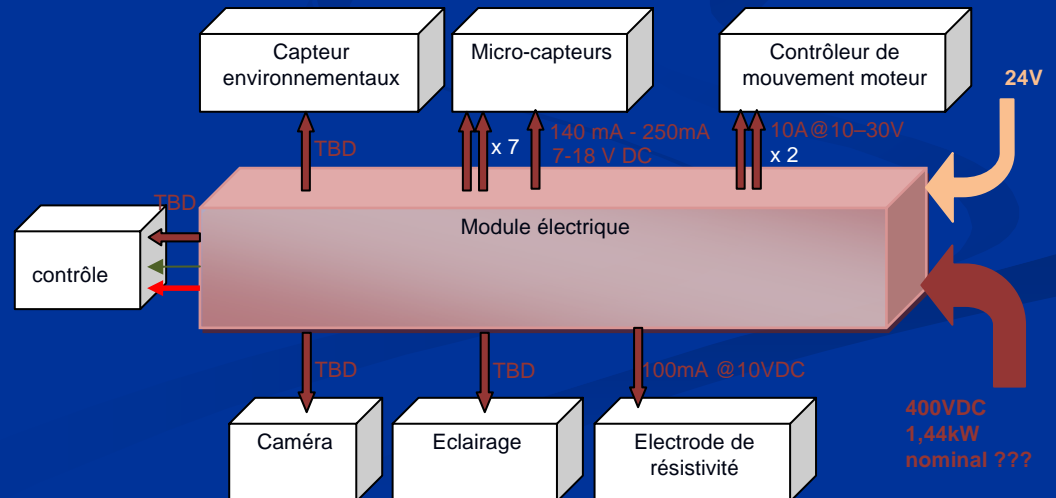 Capteur
environnementaux
Micro-capteurs
Contrôleur de
mouvement moteur
24V
TBD
x 7
140 mA - 250mA
7-18 V DC
10A@10–30V
x 2
TBD
Module électrique
contrôle
TBD
TBD
100mA @10VDC
400VDC
1,44kW
nominal ???
Caméra
Eclairage
Electrode de
résistivité